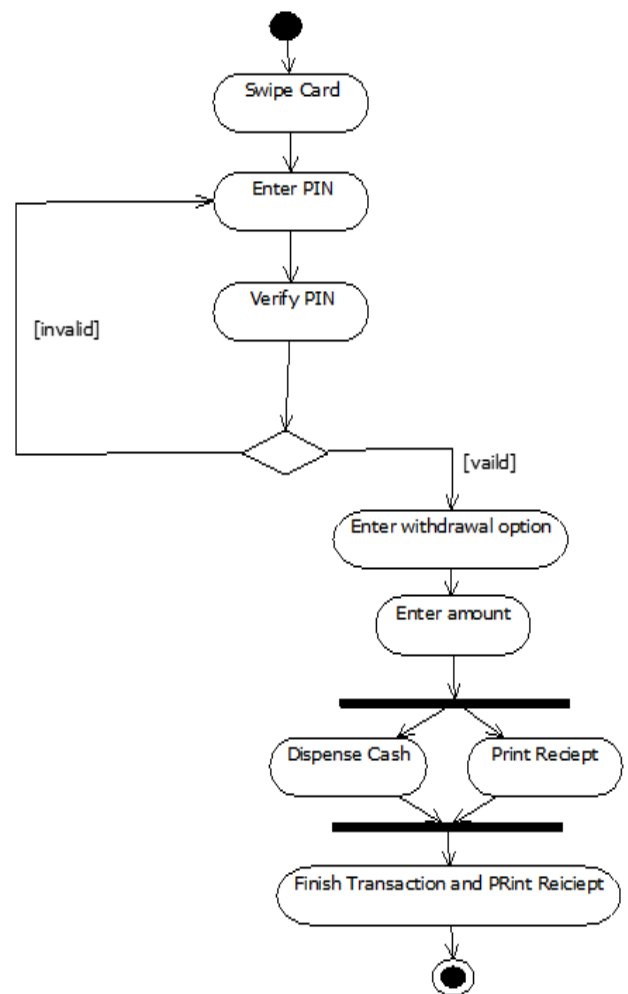 Swipe Card
Enter PIN
Verify PIN
[invalid]
[vaild]
Enter withdrawal option
Enter amount
Dispense Cash
Print Reciept
Finish Transaction and PRint Reiciept